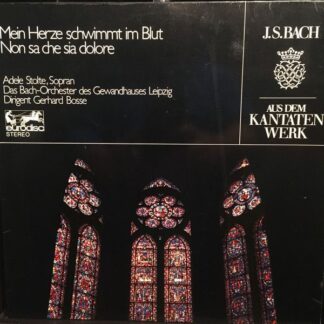 Mein Herze schwimmt im Blut
Non sa che sia dolore
Adele Stolte, Sopran
Das Bach-Orchester des Gewandhauses Leipzig
Dirigent Gerhard Bosse
eurodisc
STEREO
J.S.BACH
AUS DEM
KANTATEN
WERK